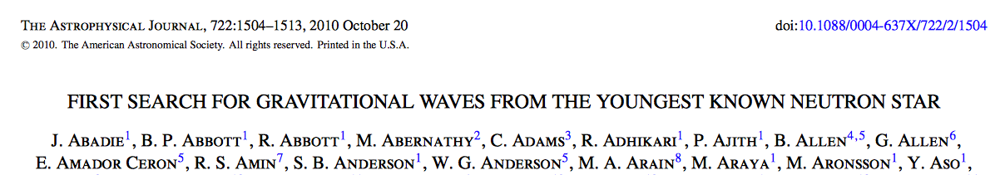 THE ASTROPHYSICAL JOURNAL, 722:1504–1513, 2010 October 20
doi:10.1088/0004-637X/722/2/1504
© 2010. The American Astronomical Society. All rights reserved. Printed in the U.S.A.
FIRST SEARCH FOR GRAVITATIONAL WAVES FROM THE YOUNGEST KNOWN NEUTRON STAR
J. ABADIE1, B. P. ABBOTT1, R. ABBOTT1, M. ABERNATHY2, C. ADAMS3, R. ADHIKARI1, P. AJITH1, B. ALLEN4,5, G. ALLEN6,
E. AMADOR CERON5, R. S. AMIN7, S. B. ANDERSON1, W. G. ANDERSON5, M. A. ARAIN8, M. ARAYA1, M. ARONSSON1, Y. ASO1,